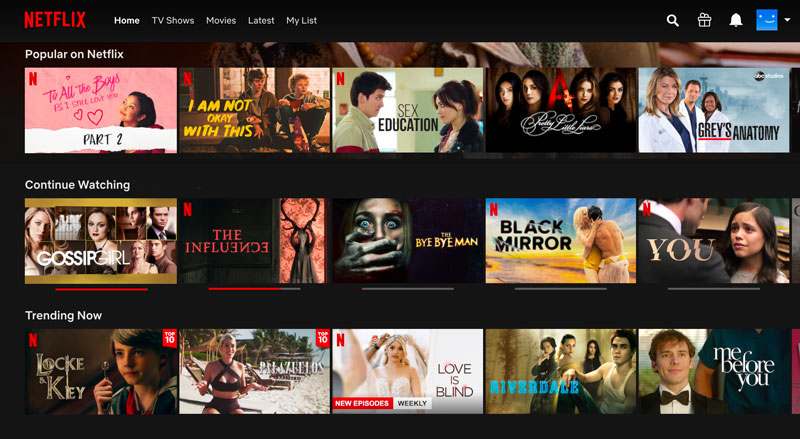 NETFLIX
Home
TV Shows
Movies
Latest
My List
Popular on Netflix
N
To All the Boys
P.S. I STILL LOVE YOU
PART 2
I AM NOT
OKAY
WITH THIS
N
SEX
EDUCATION
A
Pretty Little Liars
abc studios
GREY'S ANATOMY
Continue Watching
GOSSIP GIRL
N
THE
INFLUENCE
THE
BYE BYE MAN
N
BLACK
MIRROR
N
YOU
Trending Now
N
LOCKE
& KEY
TOP
10
TOP
10
N
LOVE
IS
BLIND
NEW EPISODES
WEEKLY
RIVERDALE
me
before
you